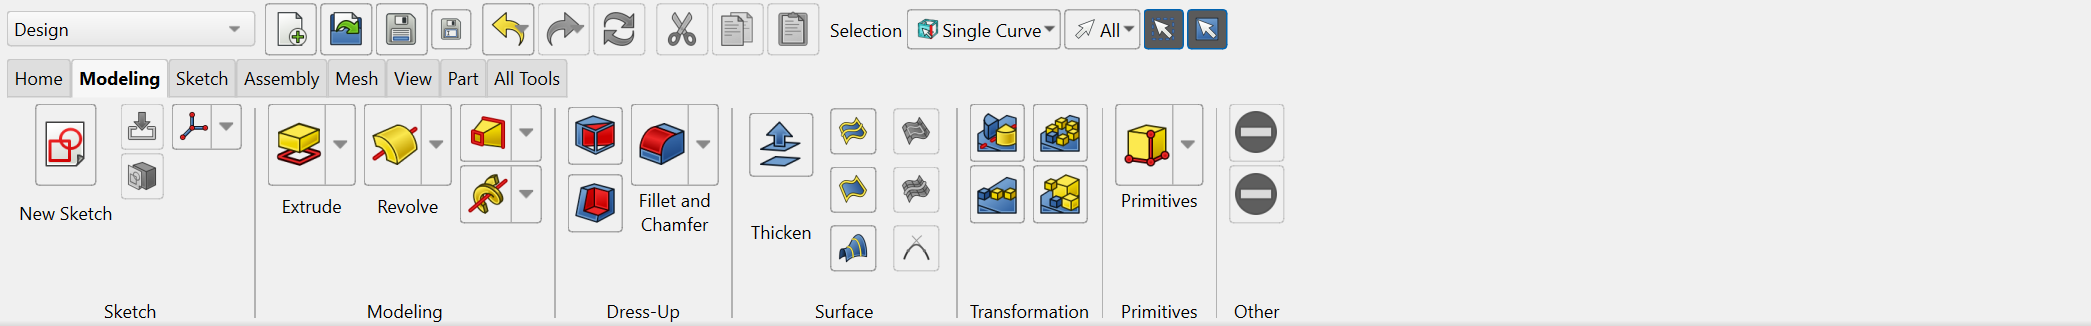 Design
Selection
Single Curve
All
Home
Modeling
Sketch
Assembly
Mesh
View
Part
All Tools
New Sketch
Extrude
Revolve
Fillet and
Chamfer
Thicken
Primitives
Sketch
Modeling
Dress-Up
Surface
Transformation
Primitives
Other